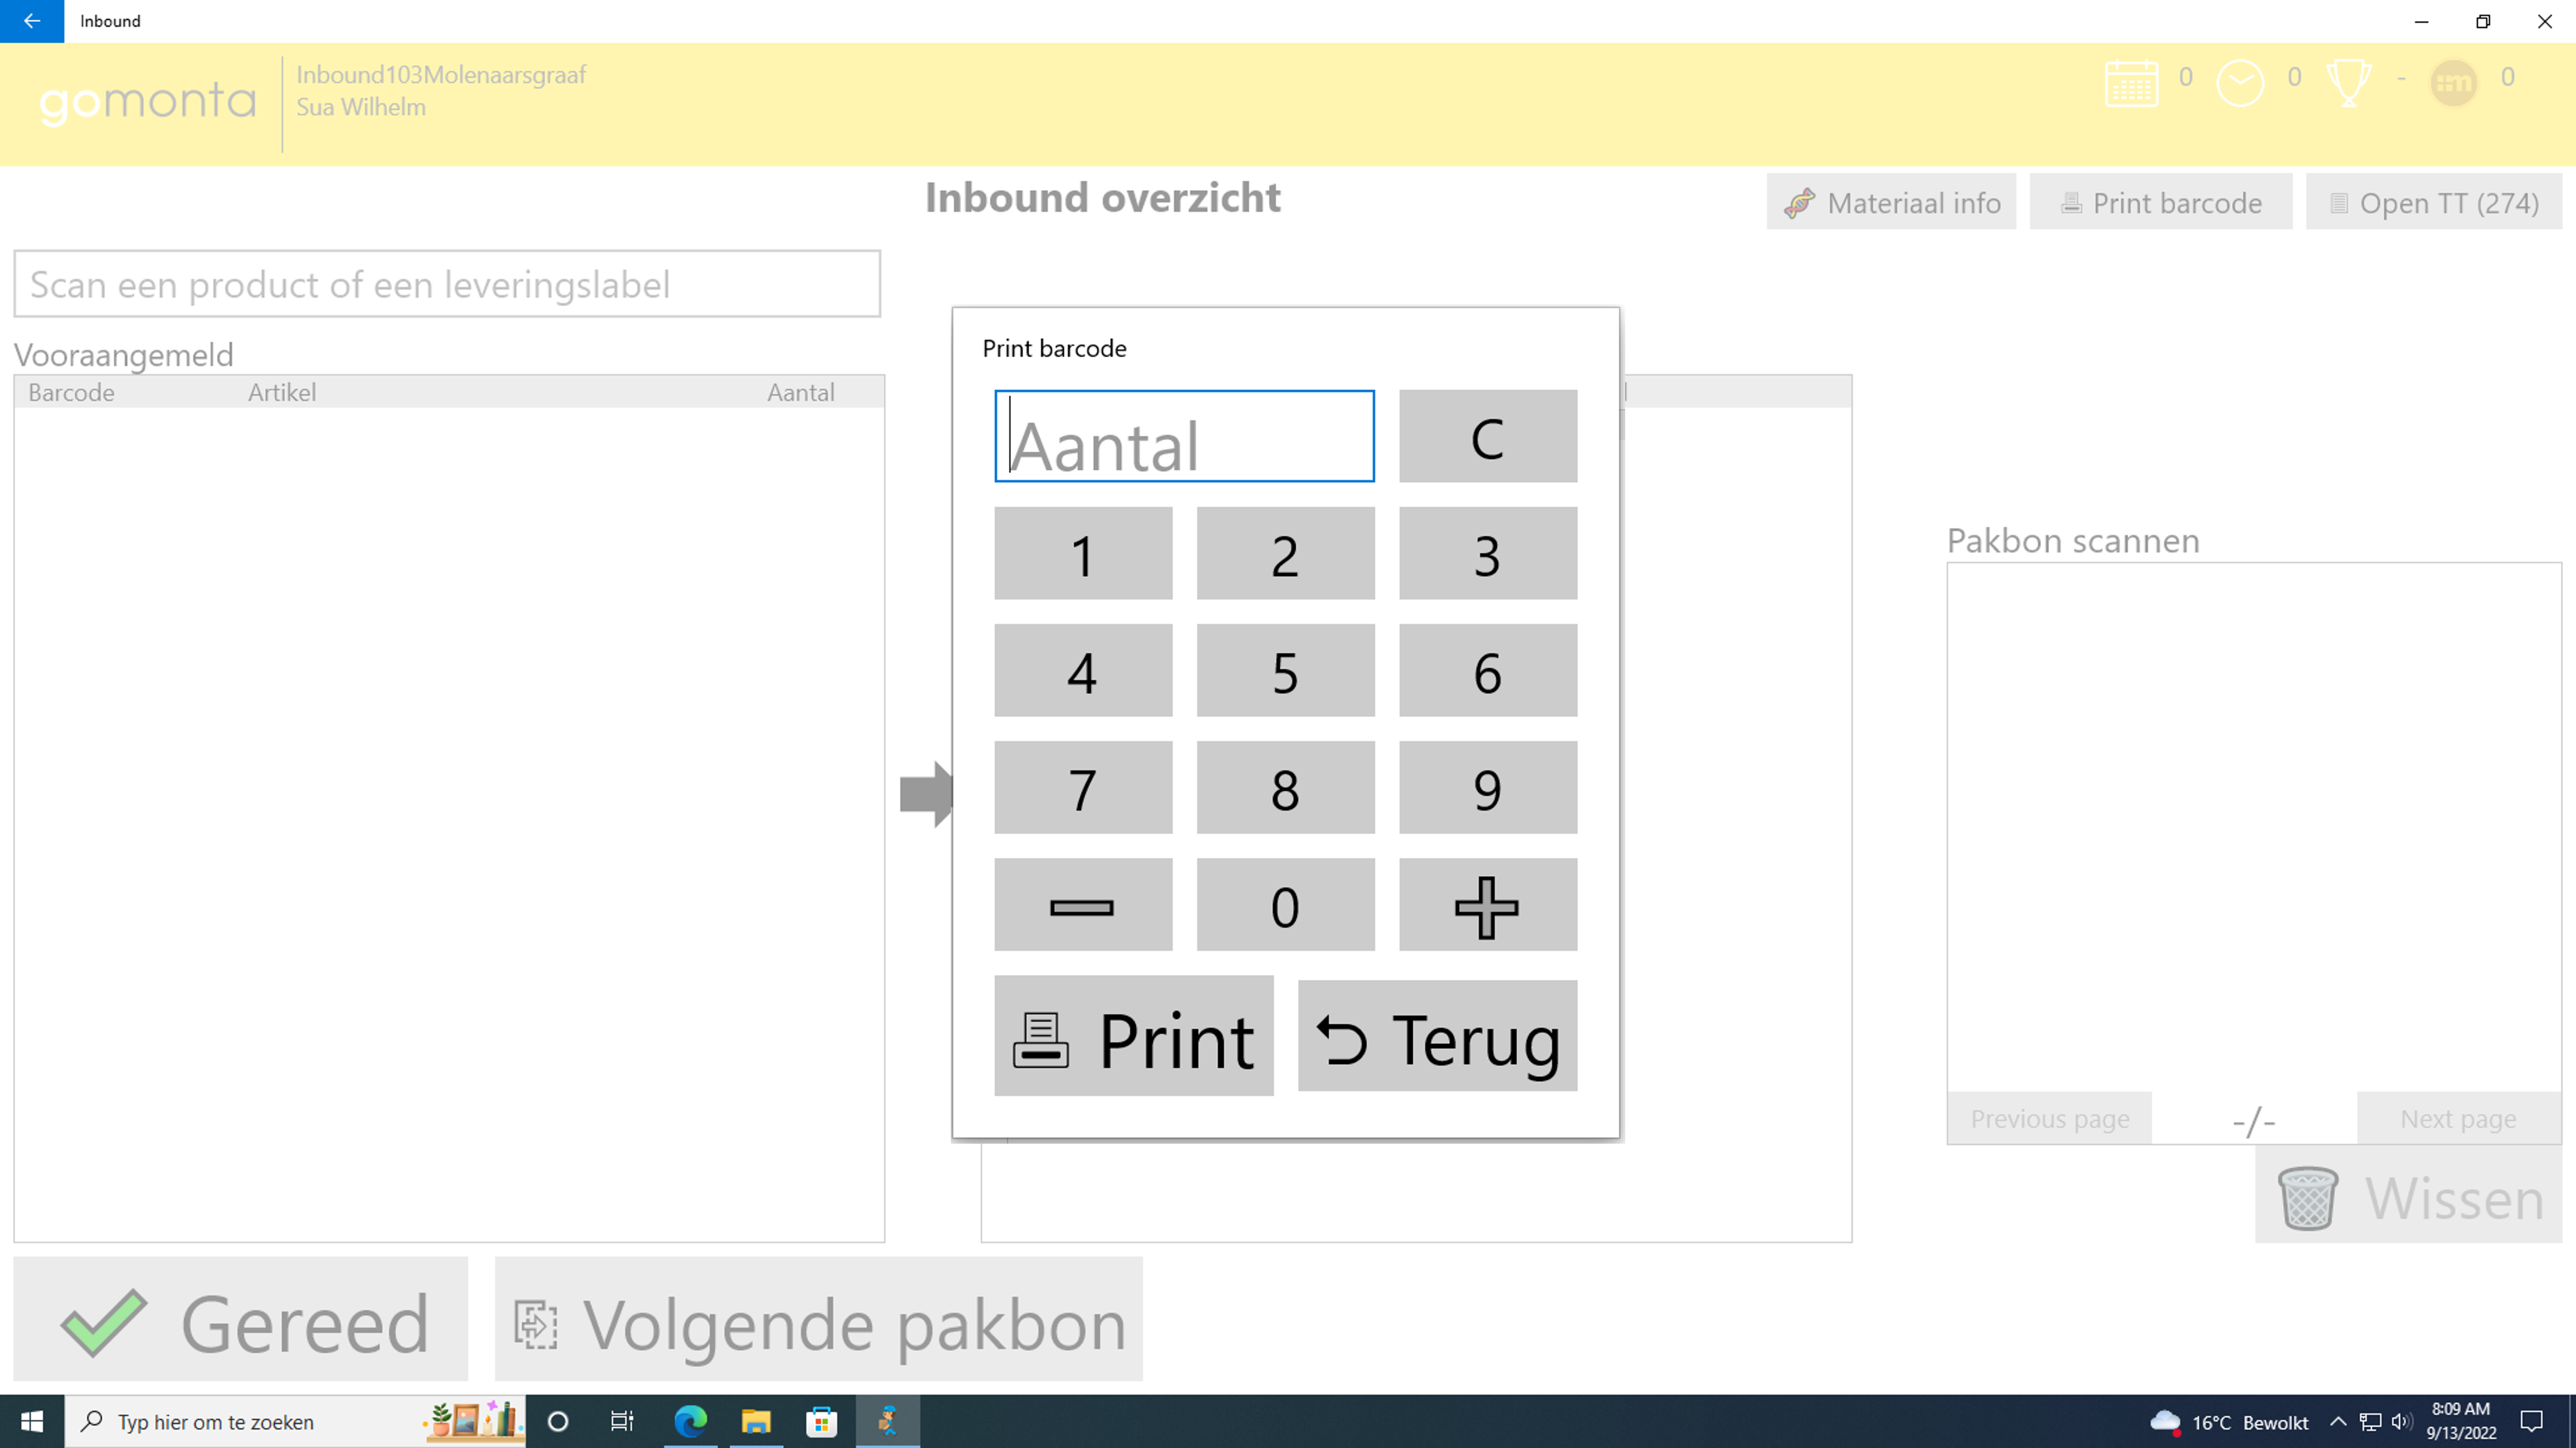 Inbound
gomonta
Inbound103Molenaarsgraaf
Sua Wilhelm
0
0
-
:m
0
Inbound overzicht
Materiaal info
Print barcode
Open TT (274)
Scan een product of een leveringslabel
Vooraangemeld
Barcode Artikel Aantal
Print barcode
Aantal
C
1 2 3
4 5 6
7 8 9
0
Print
Terug
Pakbon scannen
Previous page -/- Next page
Wissen
Gereed
Volgende pakbon
Typ hier om te zoeken
16°C Bewolkt
8:09 AM
9/13/2022